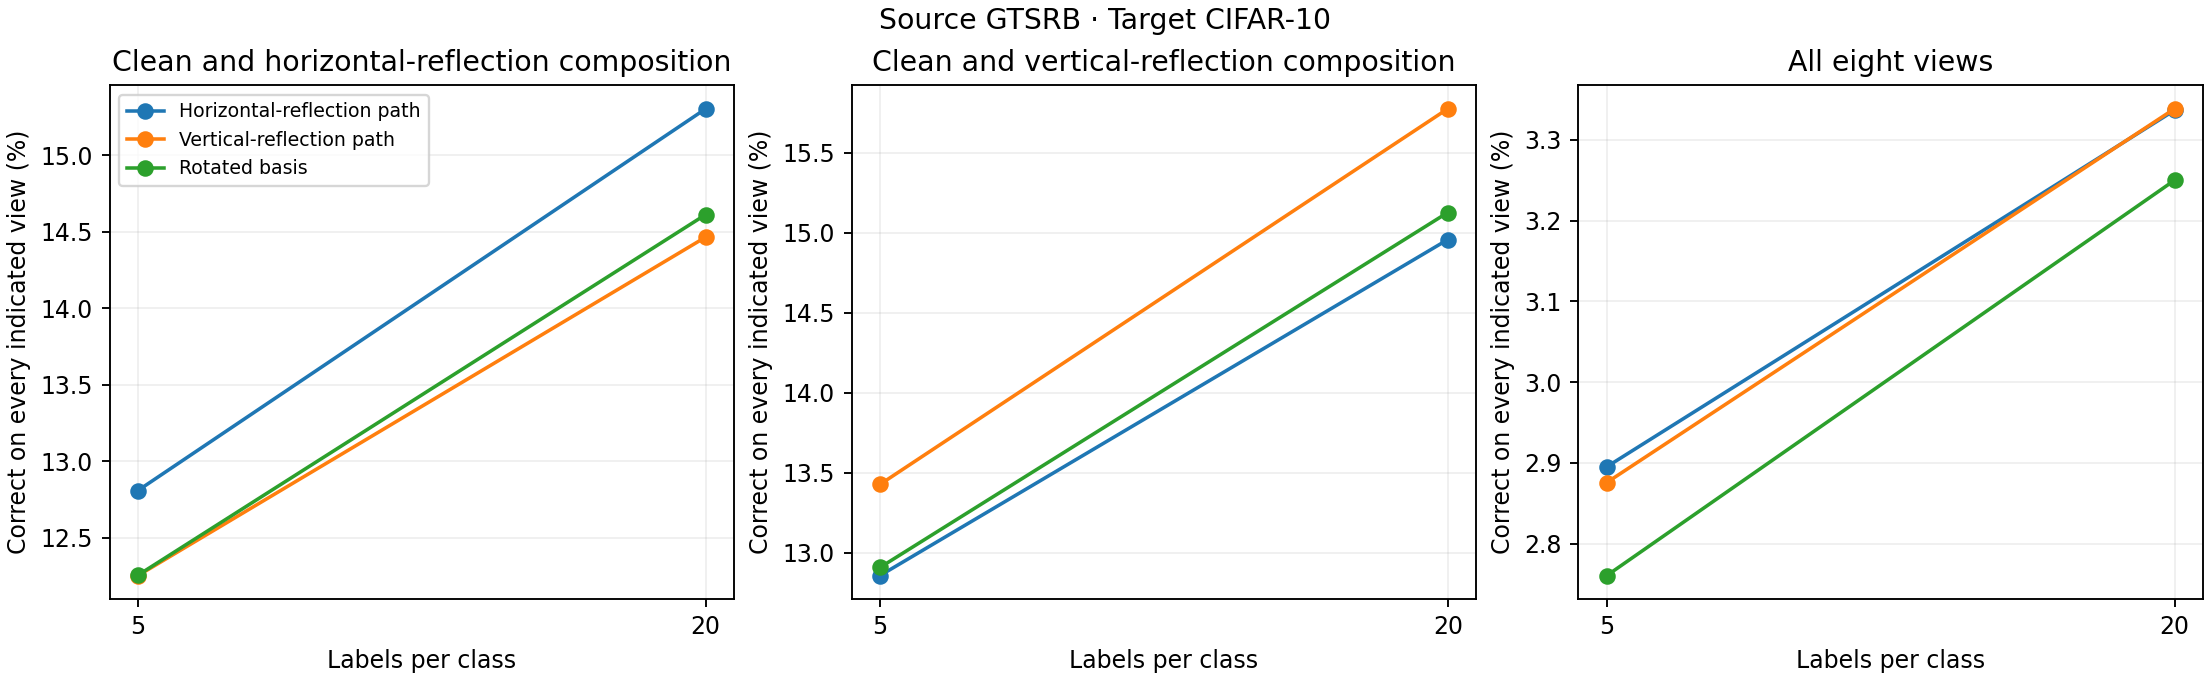 Source GTSRB · Target CIFAR-10
Clean and horizontal-reflection composition
Correct on every indicated view (%)
15.0
14.5
14.0
13.5
13.0
12.5
Horizontal-reflection path
Vertical-reflection path
Rotated basis
5
20
Labels per class
Clean and vertical-reflection composition
Correct on every indicated view (%)
15.5
15.0
14.5
14.0
13.5
13.0
5
20
Labels per class
All eight views
Correct on every indicated view (%)
3.3
3.2
3.1
3.0
2.9
2.8
5
20
Labels per class